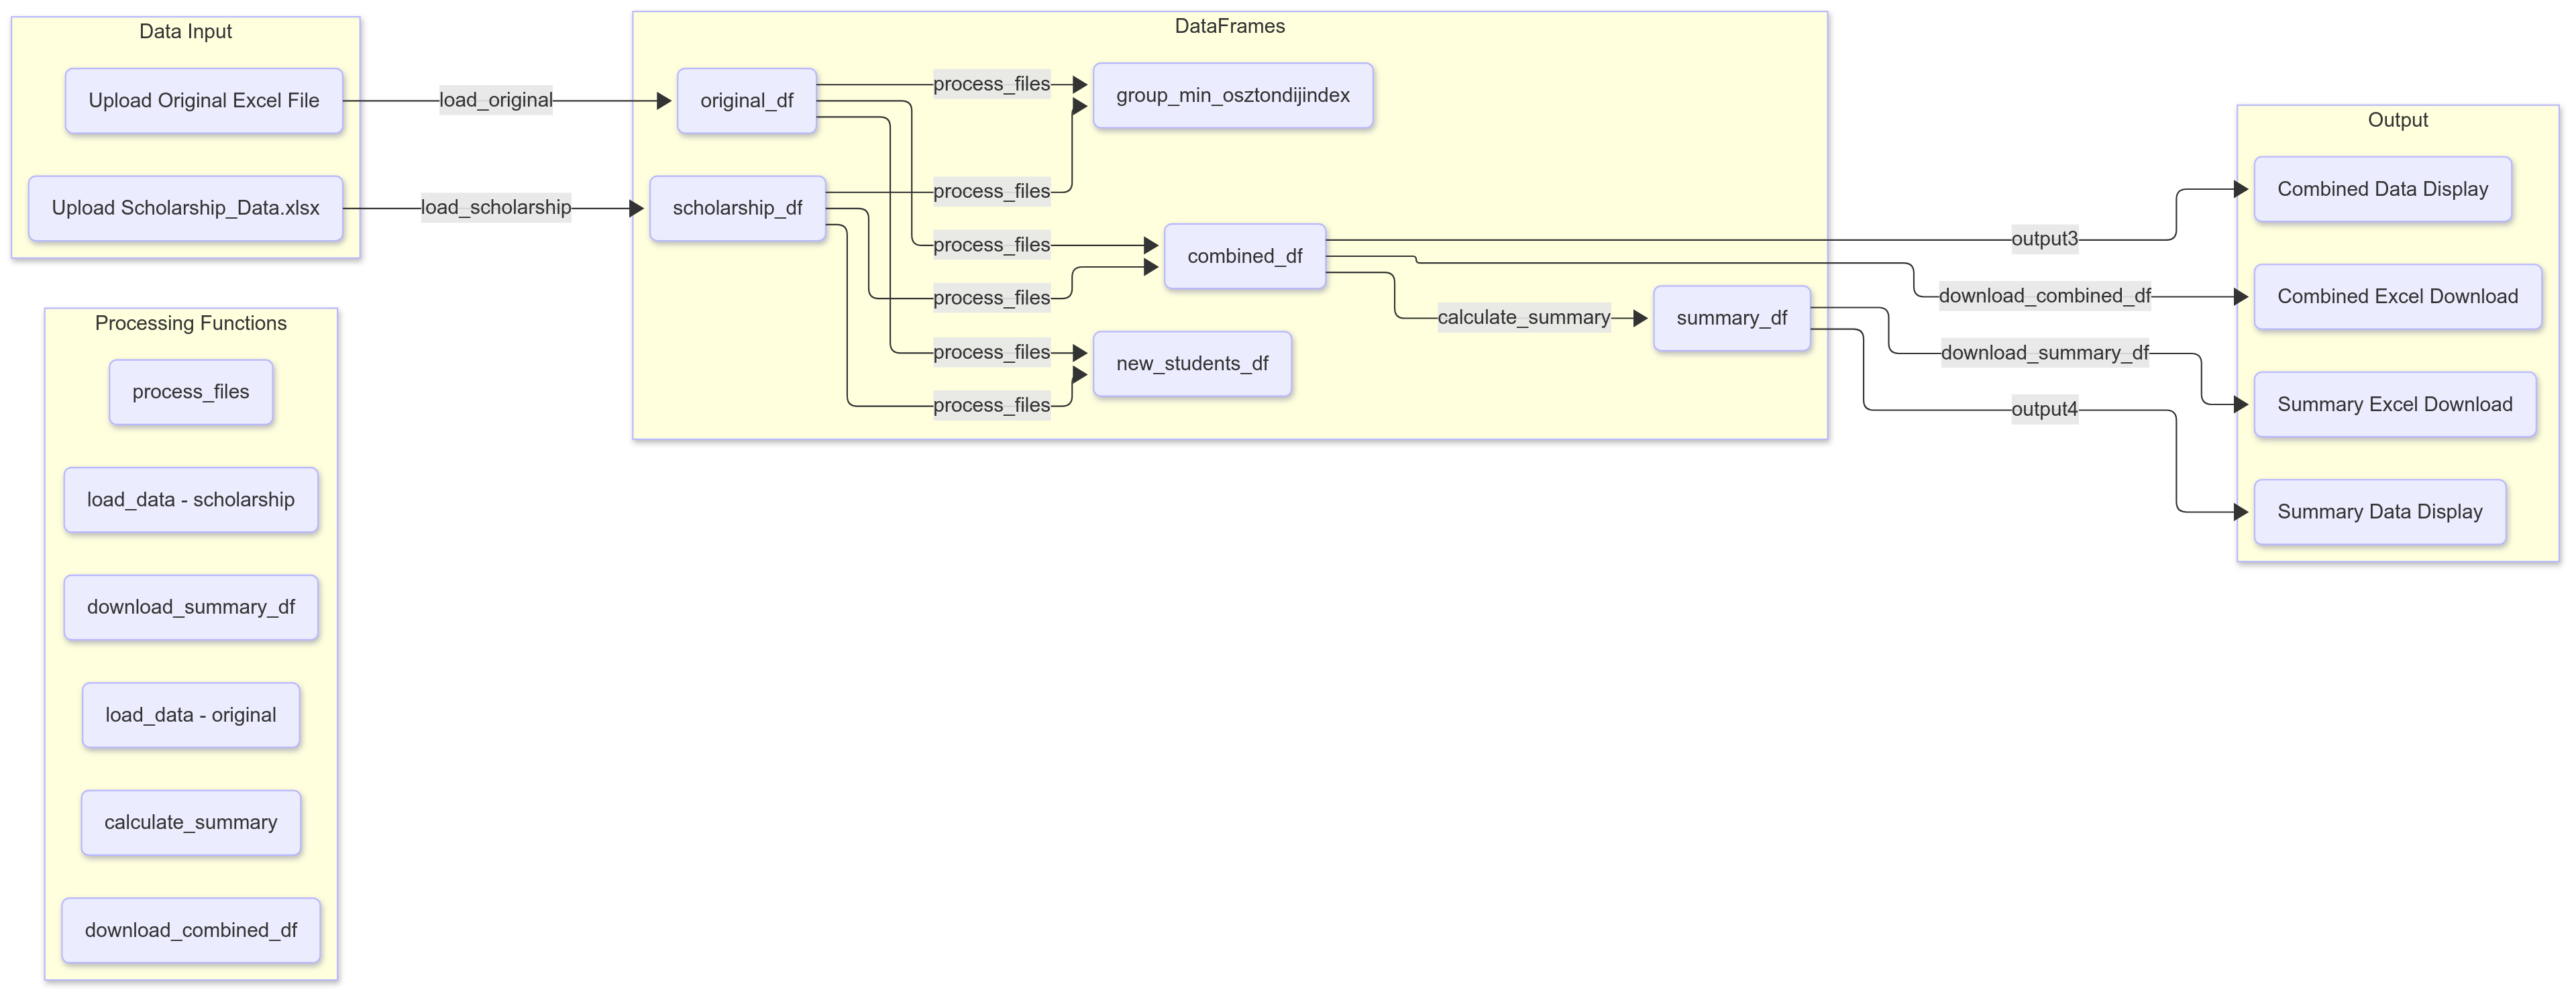 Data Input
Upload Original Excel File
Upload Scholarship_Data.xlsx
load_original
load_scholarship
Processing Functions
process_files
load_data - scholarship
download_summary_df
load_data - original
calculate_summary
download_combined_df
DataFrames
original_df
scholarship_df
process_files
process_files
process_files
process_files
process_files
process_files
group_min_osztondijindex
combined_df
new_students_df
calculate_summary
summary_df
output3
download_combined_df
download_summary_df
output4
Output
Combined Data Display
Combined Excel Download
Summary Excel Download
Summary Data Display